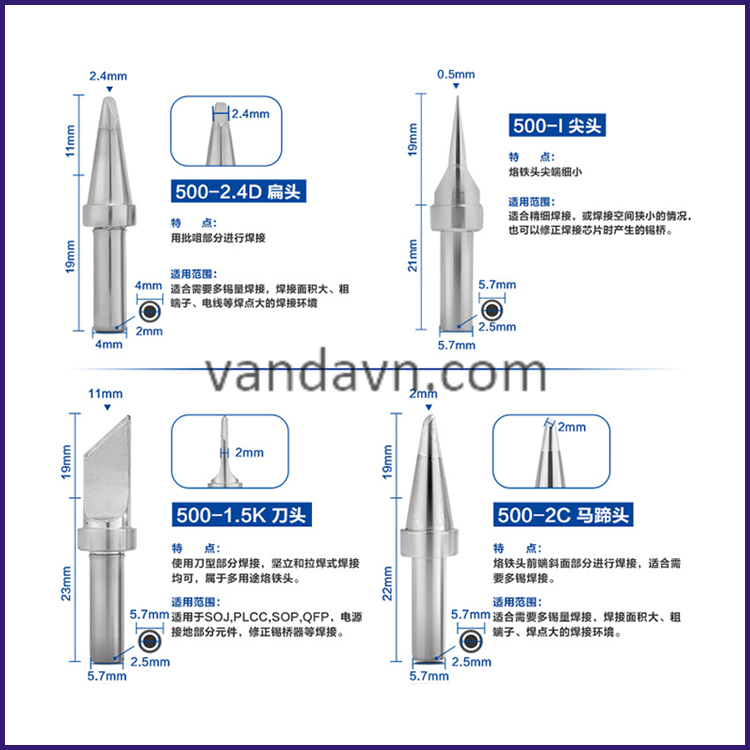 2.4mm
11mm
2.4mm
500-2.4D 扁头
特 点:
用批咀部分进行焊接
19mm
适用范围:
适合需要多锡量焊接，焊接面积大、粗
端子、电线等焊点大的焊接环境
4mm
2mm
4mm
0.5mm
19mm
500-I 尖头
特 点:
烙铁头尖端细小
适用范围:
适合精细焊接，或焊接空间狭小的情况，
也可以修正焊接芯片时产生的锡桥。
21mm
5.7mm
2.5mm
5.7mm
vandavn.com
11mm
19mm
2mm
500-1.5K 刀头
特 点:
使用刀型部分焊接，竖立和拉焊式焊接
均可，属于多用途烙铁头。
23mm
适用范围:
适用于SOJ,PLCC,SOP,QFP，电源
接地部分元件，修正锡桥器等焊接。
5.7mm
2.5mm
5.7mm
2mm
19mm
2mm
500-2C 马蹄头
特 点:
烙铁头前端斜面部分进行焊接，适合需
要多锡焊接。
22mm
适用范围:
适合需要多锡量焊接，焊接面积大、粗
端子、焊点大的焊接环境。
5.7mm
2.5mm
5.7mm